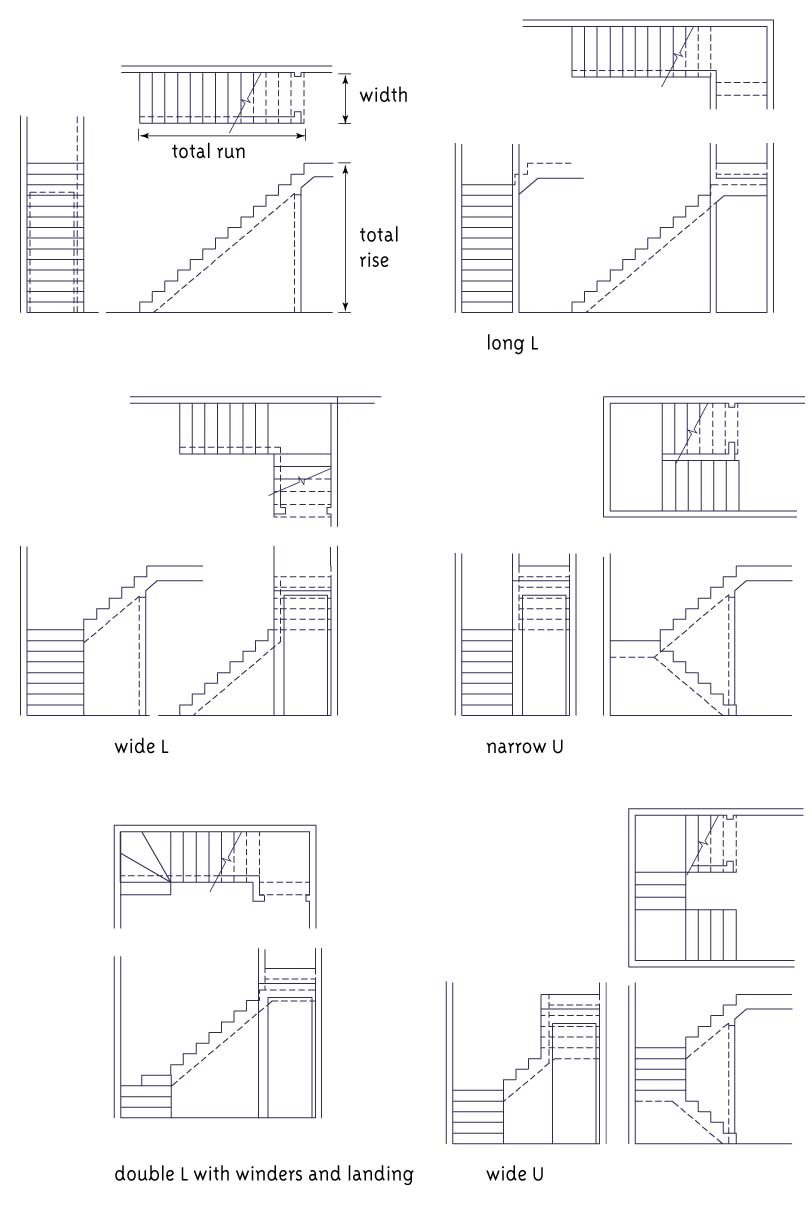 width
total run
total
rise
long L
wide L
narrow U
double L with winders and landing
wide U